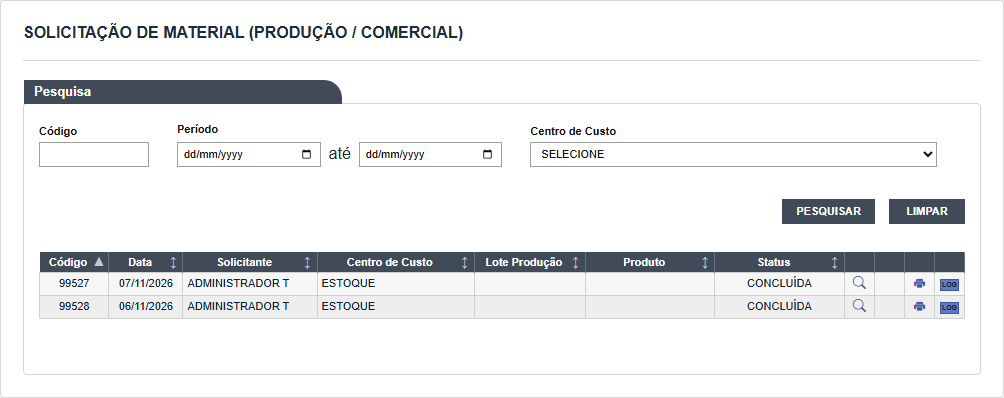 SOLICITAÇÃO DE MATERIAL (PRODUÇÃO / COMERCIAL)
Pesquisa
Código Período Centro de Custo
dd/mm/yyyy até dd/mm/yyyy SELECIONE
PESQUISAR LIMPAR
Código Data Solicitante Centro de Custo Lote Produção Produto Status
99527 07/11/2026 ADMINISTRADOR T ESTOQUE CONCLUÍDA LOG
99528 06/11/2026 ADMINISTRADOR T ESTOQUE CONCLUÍDA LOG